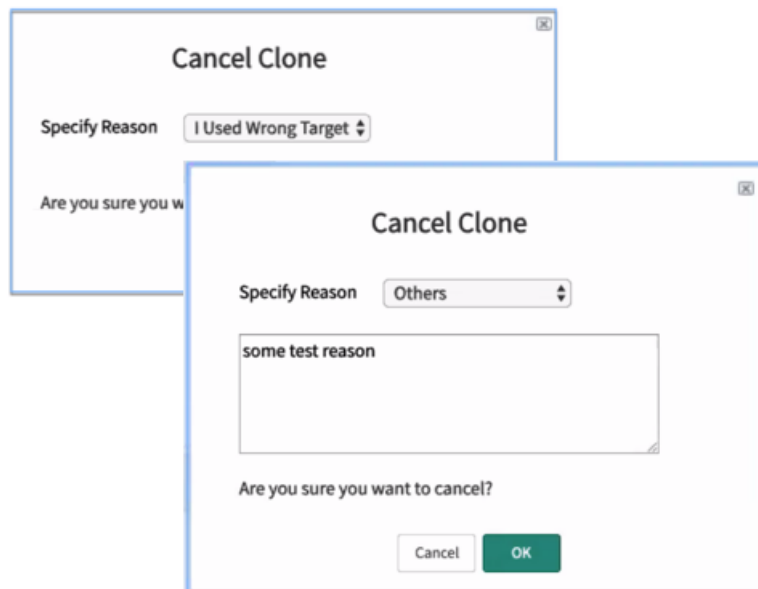 Cancel Clone
Specify Reason I Used Wrong Target
Are you sure you w
Cancel Clone
Specify Reason Others
some test reason
Are you sure you want to cancel?
Cancel OK